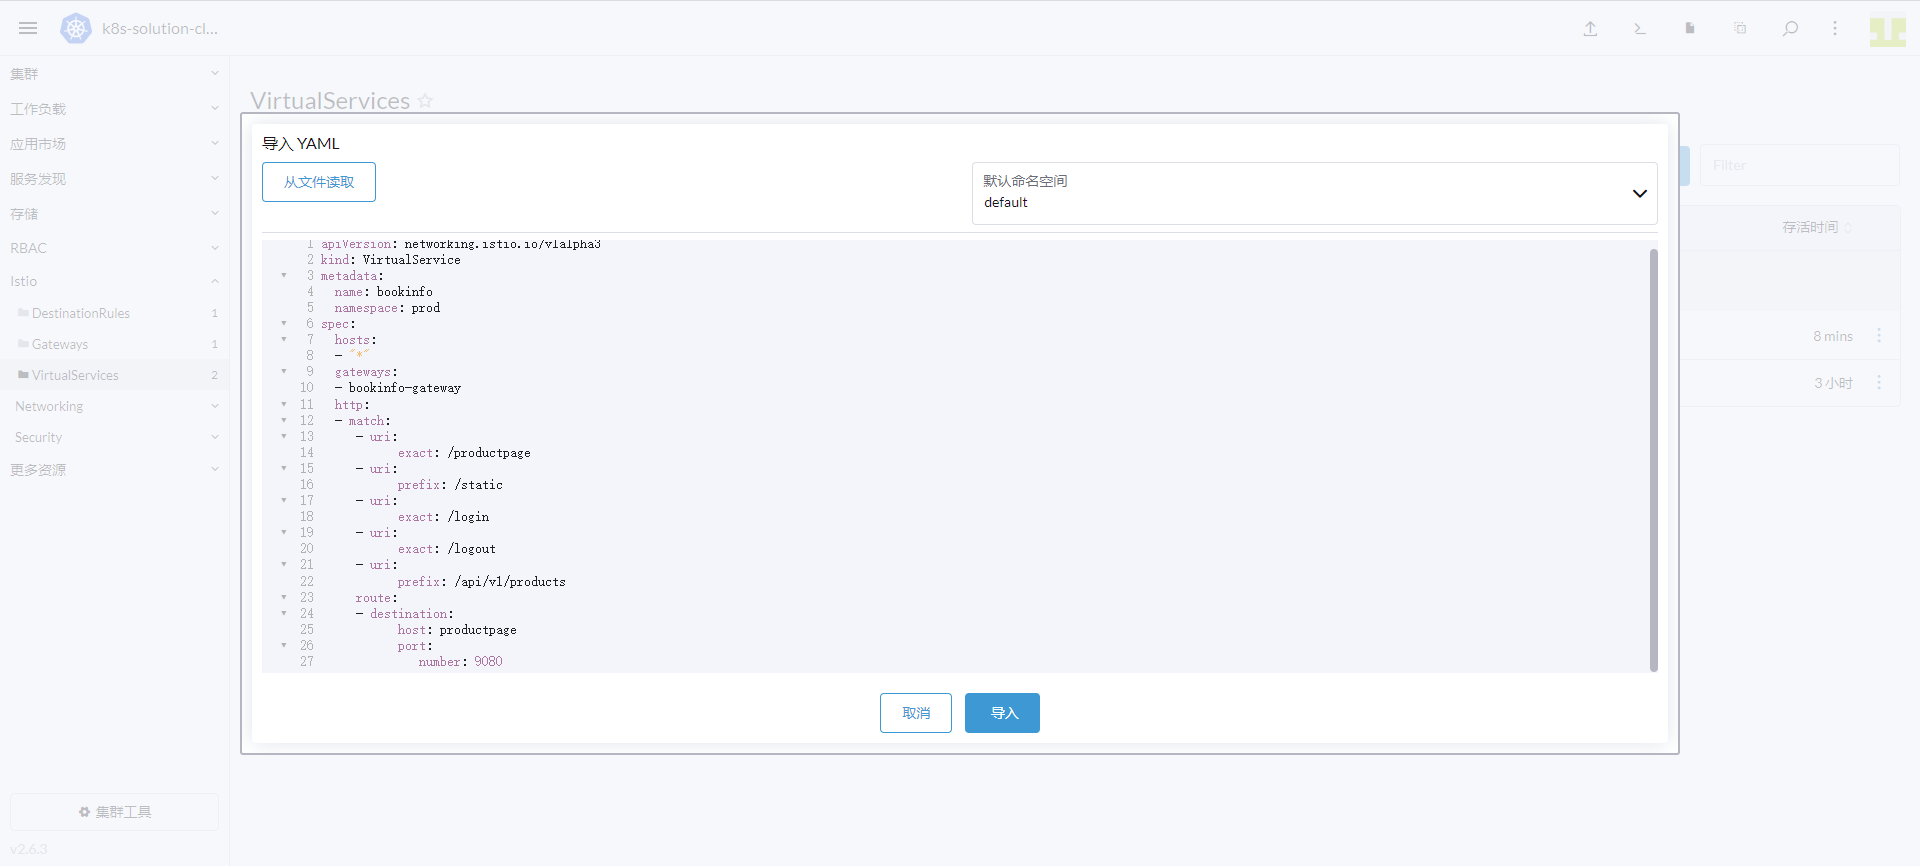 k8s-solution-cl...
集群
工作负载
应用市场
服务发现
存储
RBAC
Istio
DestinationRules 1
Gateways 1
VirtualServices 2
Networking
Security
更多资源
集群工具
v2.6.3
VirtualServices
Filter
存活时间
8 mins
3 小时
导入 YAML
从文件读取
默认命名空间
default
1 apiVersion: networking.istio.io/v1alpha3
2 kind: VirtualService
3 metadata:
4 name: bookinfo
5 namespace: prod
6 spec:
7 hosts:
8 - "*"
9 gateways:
10 - bookinfo-gateway
11 http:
12 - match:
13 - uri:
14 exact: /productpage
15 - uri:
16 prefix: /static
17 - uri:
18 exact: /login
19 - uri:
20 exact: /logout
21 - uri:
22 prefix: /api/v1/products
23 route:
24 - destination:
25 host: productpage
26 port:
27 number: 9080
取消
导入